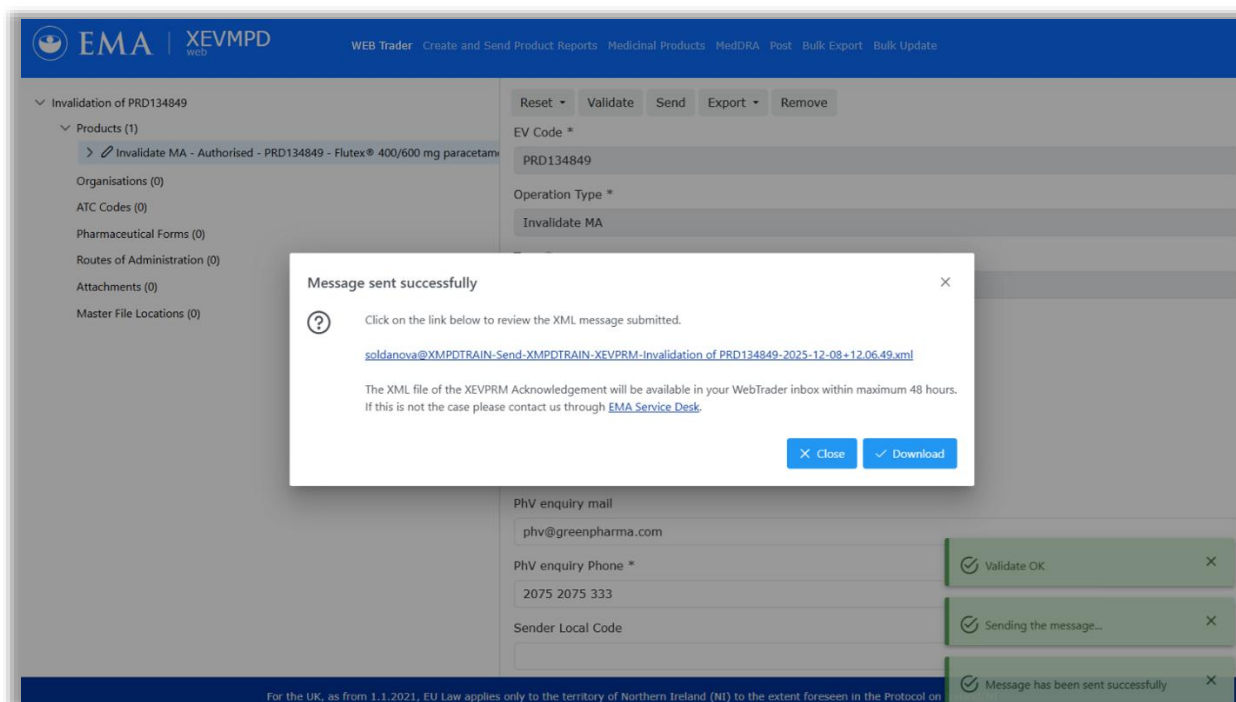 EMA | XEVMPD
web
WEB Trader Create and Send Product Reports Medicinal Products MedDRA Post Bulk Export Bulk Update
Invalidation of PRD134849
Products (1)
Invalidate MA - Authorised - PRD134849 - Flutex® 400/600 mg
Organisations (0)
ATC Codes (0)
Pharmaceutical Forms (0)
Routes of Administration (0)
Attachments (0)
Master File Locations (0)
Reset Validate Send Export Remove
EV Code *
PRD134849
Operation Type *
Invalidate MA
Message sent successfully
Click on the link below to review the XML message submitted.
soldanova@XMPDTRAIN-Send-XMPDTRAIN-XEVPRM-Invalidation of PRD134849-2025-12-08+12.06.49.xml
The XML file of the XEVPRM Acknowledgement will be available in your WebTrader inbox within maximum 48 hours.
If this is not the case please contact us through EMA Service Desk.
Close Download
PhV enquiry mail
phv@greenpharma.com
PhV enquiry Phone *
2075 2075 333
Sender Local Code
Validate OK
Sending the message...
Message has been sent successfully
For the UK, as from 1.1.2021, EU Law applies only to the territory of Northern Ireland (NI) to the extent foreseen in the Protocol on